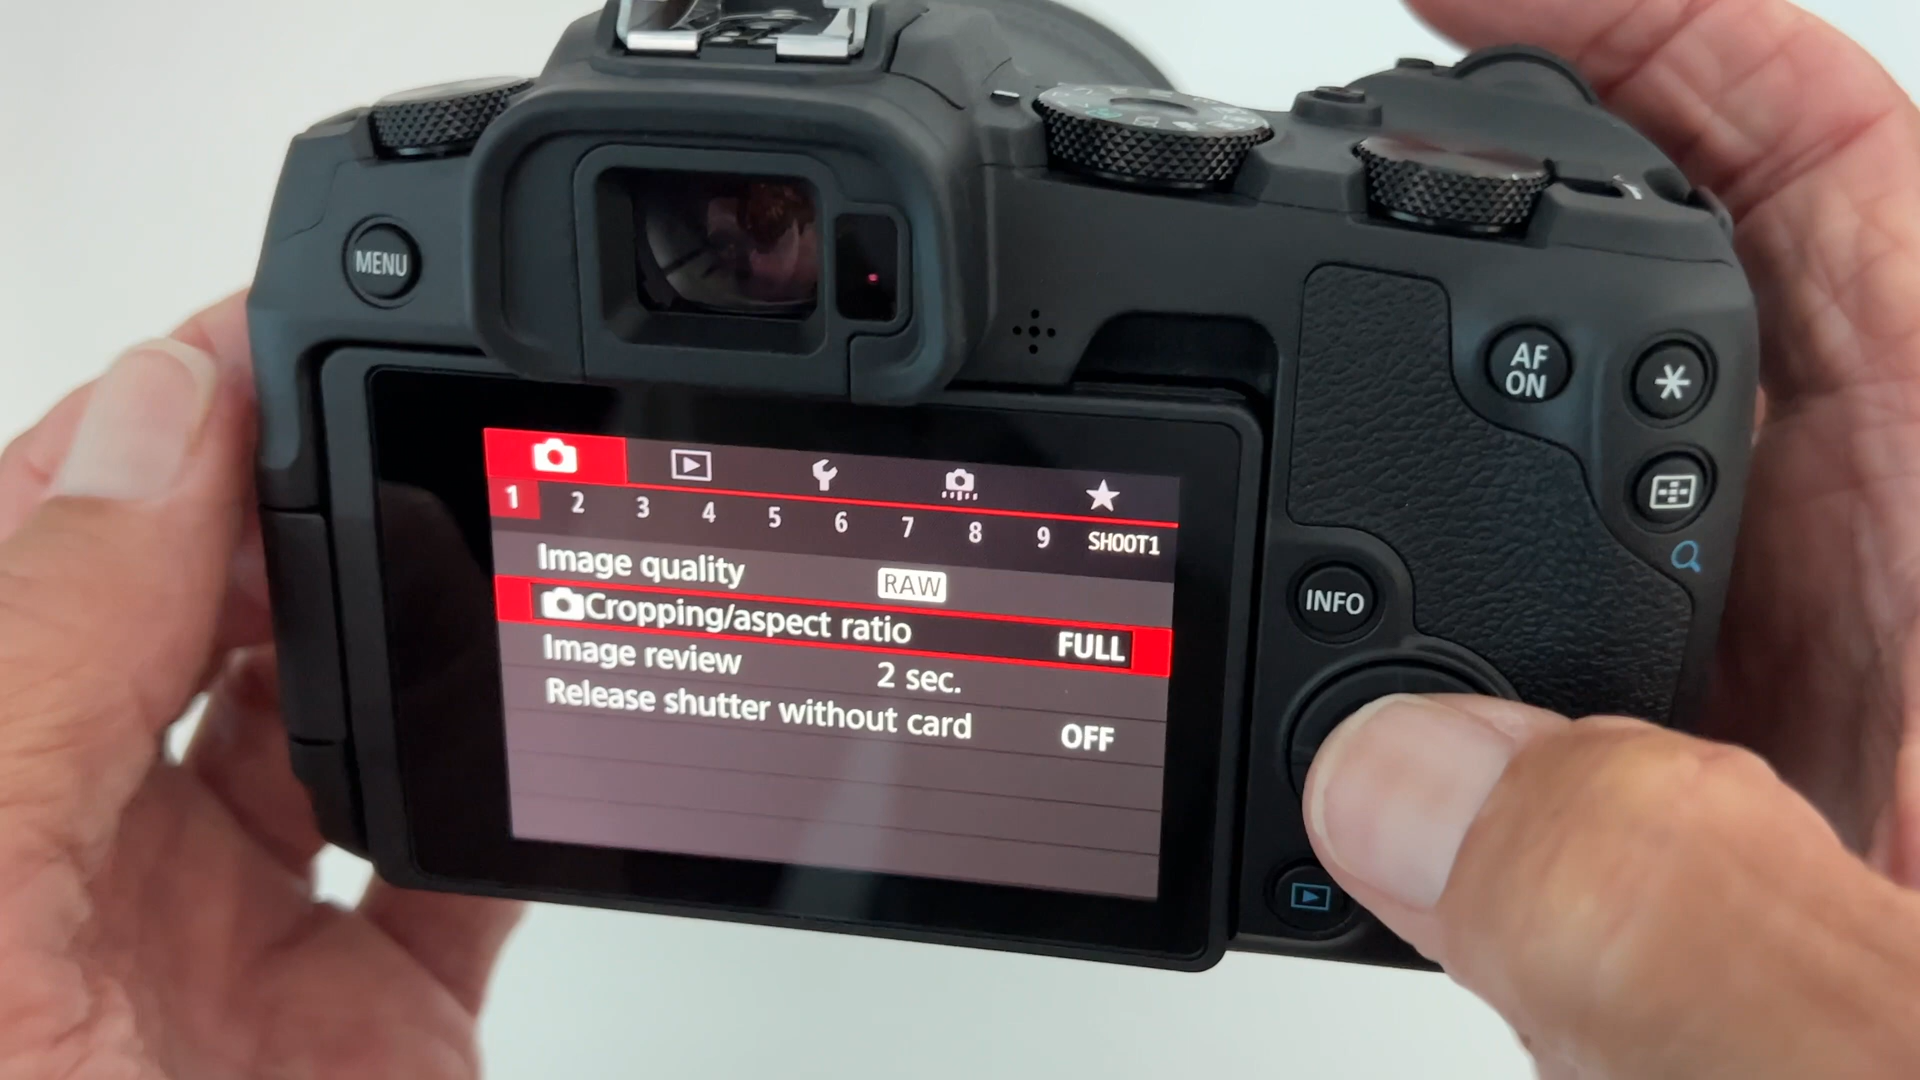 MENU
AF
ON
1 2 3 4 5 6 7 8 9 SHOOT1
Image quality RAW
Cropping/aspect ratio FULL
Image review 2 sec.
Release shutter without card OFF
INFO